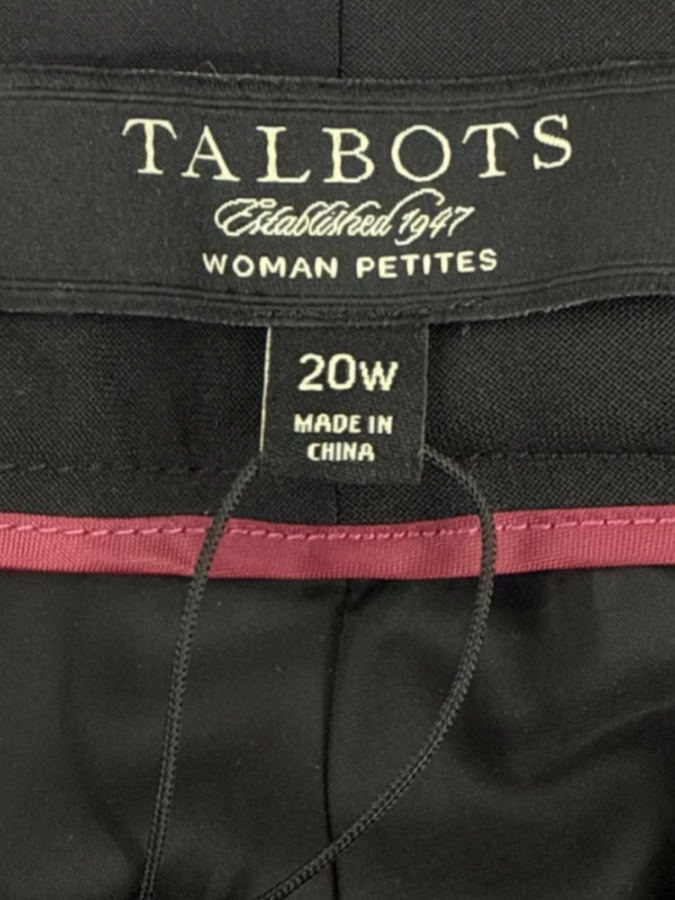 TALBOTS
Established 1947
WOMAN PETITES
20W
MADE IN
CHINA